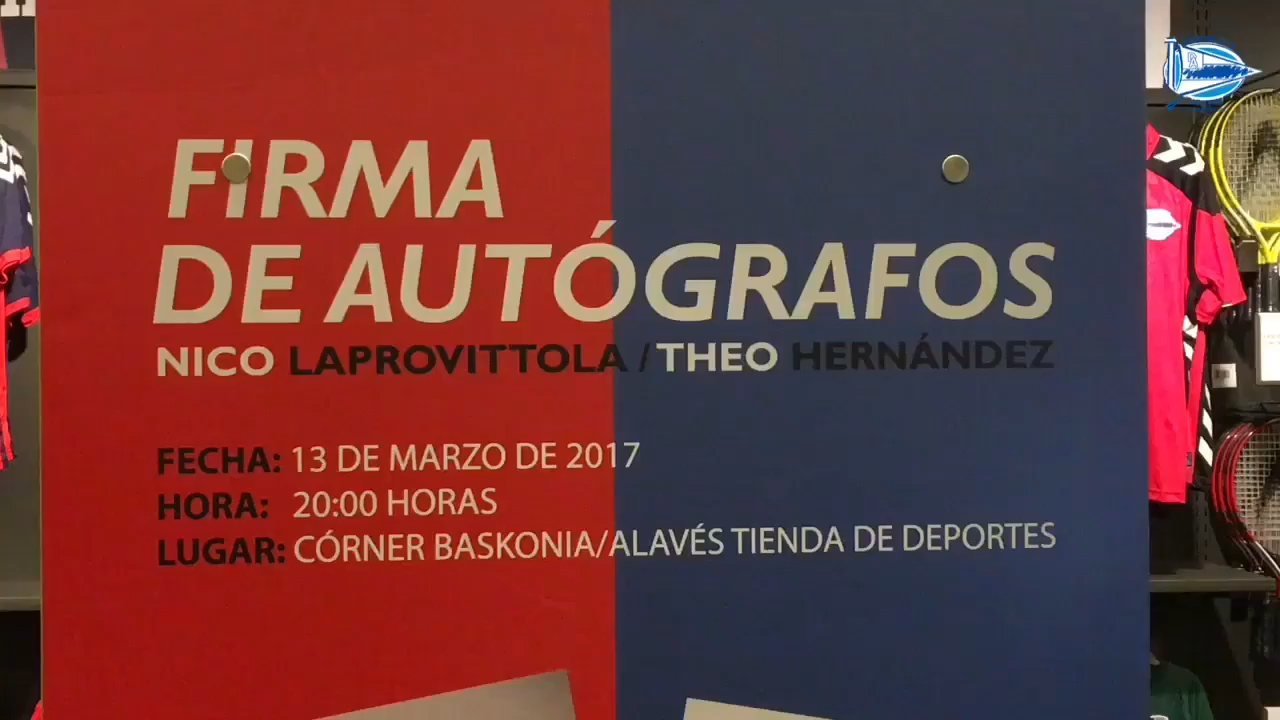 FIRMA
DE AUTÓGRAFOS
NICO LAPROVITTOLA / THEO HERNÁNDEZ
FECHA: 13 DE MARZO DE 2017
HORA: 20:00 HORAS
LUGAR: CÓRNER BASKONIA/ALAVÉS TIENDA DE DEPORTES